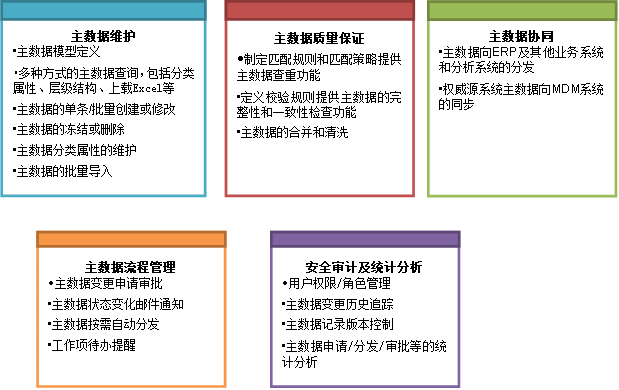 主数据维护
•主数据模型定义
•多种方式的主数据查询,包括分类
属性、层级结构、上载Excel等
•主数据的单条/批量创建或修改
•主数据的冻结或删除
•主数据分类属性的维护
•主数据的批量导入
主数据质量保证
•制定匹配规则和匹配策略提供
主数据查重功能
•定义校验规则提供主数据的完
整性和一致性检查功能
•主数据的合并和清洗
主数据协同
•主数据向ERP及其他业务系统
和分析系统的分发
•权威源系统主数据向MDM系统
的同步
主数据流程管理
•主数据变更申请审批
•主数据状态变化邮件通知
•主数据按需自动分发
•工作项待办提醒
安全审计及统计分析
•用户权限/角色管理
•主数据变更历史追踪
•主数据记录版本控制
•主数据申请/分发/审批等的统
计分析